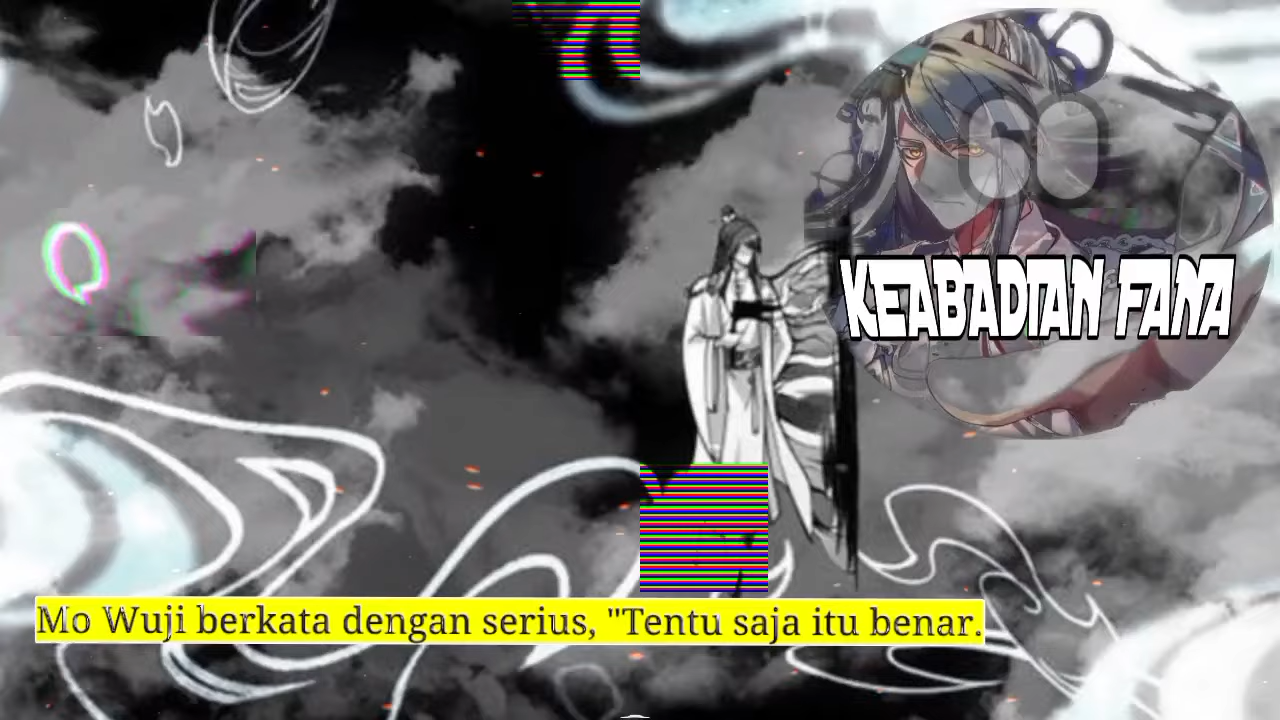 KEABADIAN FANA
Mo Wuji berkata dengan serius, "Tentu saja itu benar.